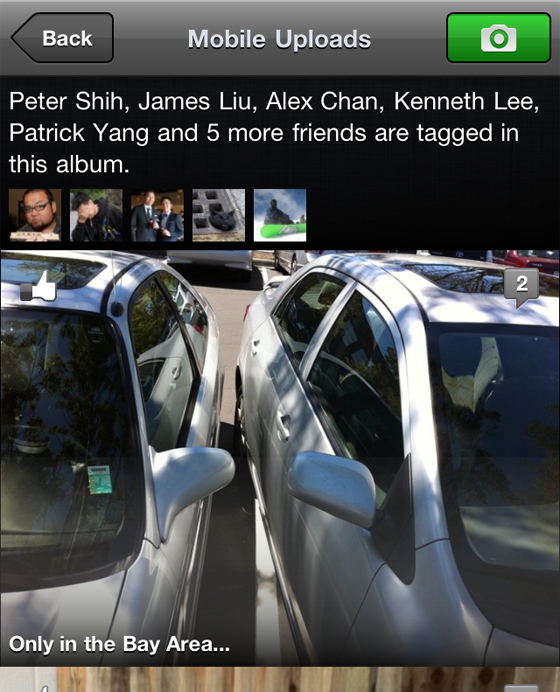 Back
Mobile Uploads
Peter Shih, James Liu, Alex Chan, Kenneth Lee,
Patrick Yang and 5 more friends are tagged in
this album.
2
Only in the Bay Area...